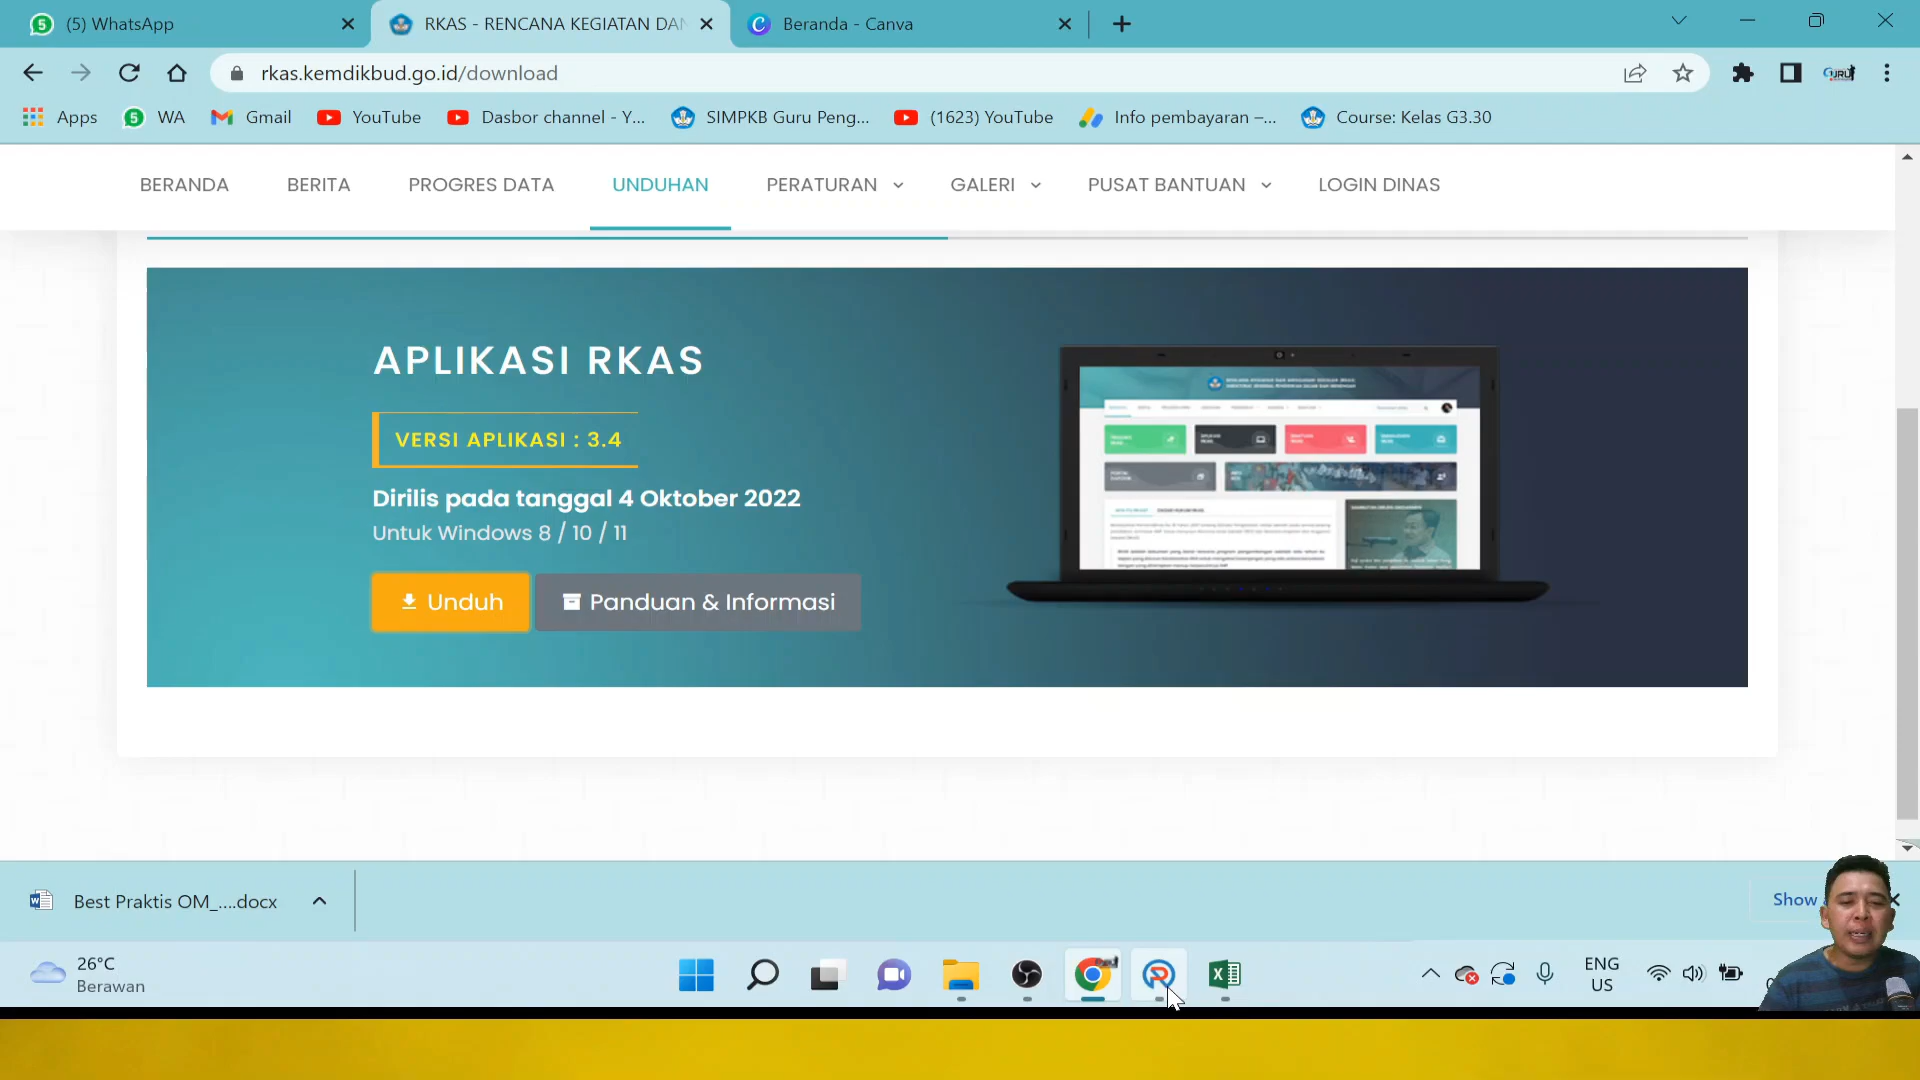 (5) WhatsApp
RKAS - RENCANA KEGIATAN DAN
Beranda - Canva
rkas.kemdikbud.go.id/download
Apps
WA
Gmail
YouTube
Dasbor channel - Y...
SIMPKB Guru Peng...
(1623) YouTube
Info pembayaran –...
Course: Kelas G3.30
BERANDA
BERITA
PROGRES DATA
UNDUHAN
PERATURAN
GALERI
PUSAT BANTUAN
LOGIN DINAS
APLIKASI RKAS
VERSI APLIKASI : 3.4
Dirilis pada tanggal 4 Oktober 2022
Untuk Windows 8 / 10 / 11
Unduh
Panduan & Informasi
Best Praktis OM_....docx
Show
26°C
Berawan
ENG
US